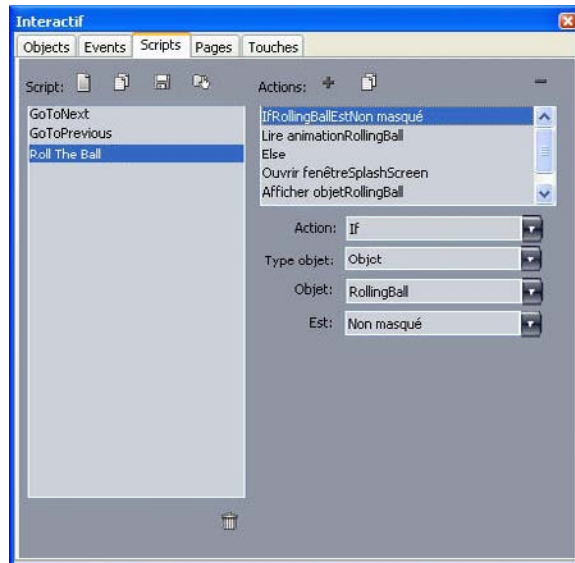 Interactif
Objects Events Scripts Pages Touches
Script: Actions:
GoToNext
GoToPrevious
Roll The Ball
IfRollingBallEstNon masqué
Lire animationRollingBall
Else
Ouvrir fenêtreSplashScreen
Afficher objetRollingBall
Action: If
Type objet: Objet
Objet: RollingBall
Est: Non masqué